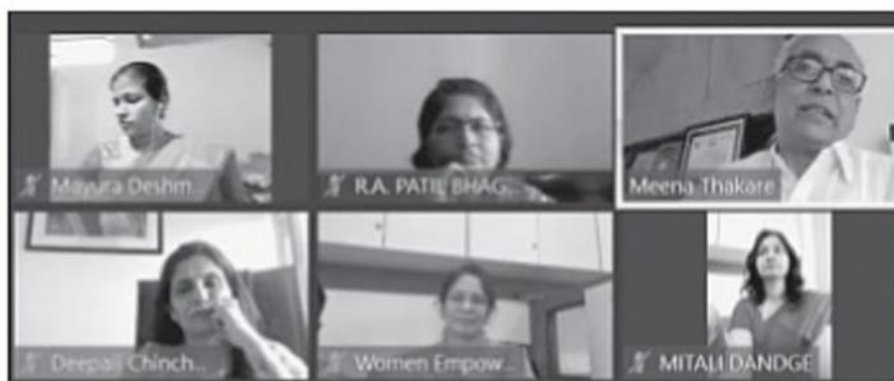 Mayura Deshm...
R.A. PATIL BHAG...
Meena Thakare
Deepali Chinch...
Women Empow...
MITALI DANDGE